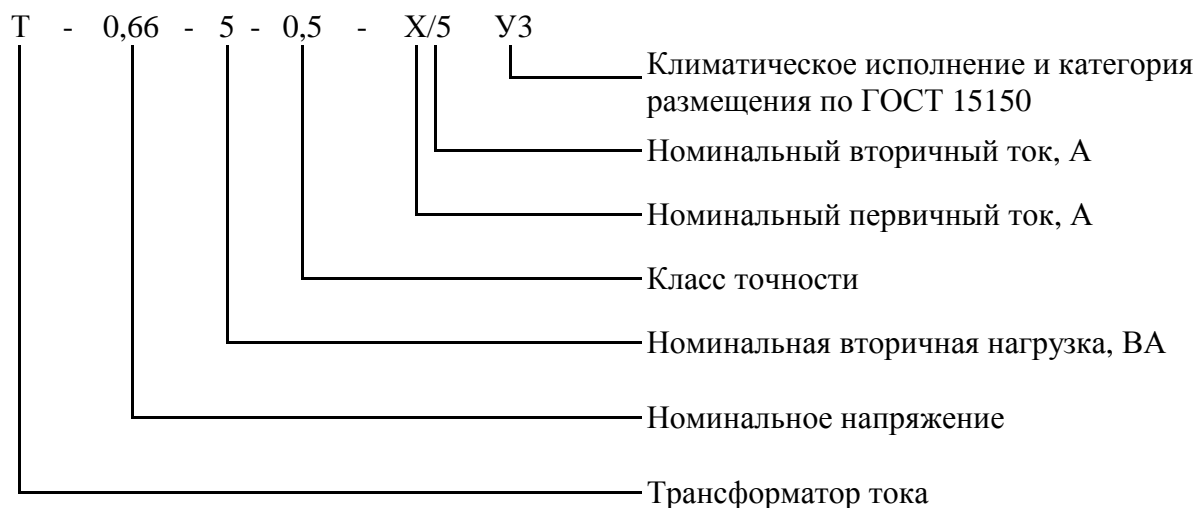 Т - 0,66 - 5 - 0,5 - Х/5 У3
Климатическое исполнение и категория
размещения по ГОСТ 15150
Номинальный вторичный ток, А
Номинальный первичный ток, А
Класс точности
Номинальная вторичная нагрузка, ВА
Номинальное напряжение
Трансформатор тока